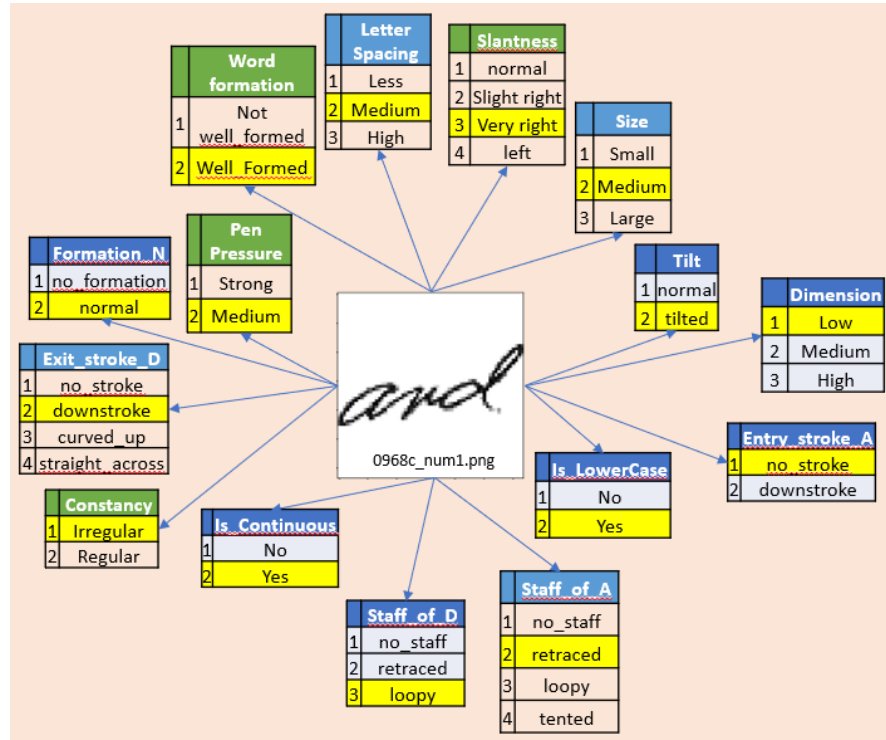 Letter Spacing
1 Less
2 Medium
3 High
Slantness
1 normal
2 Slight right
3 Very right
4 left
Word formation
1 Not well_formed
2 Well_Formed
Size
1 Small
2 Medium
3 Large
Pen Pressure
1 Strong
2 Medium
Formation_N
1 no_formation
2 normal
Tilt
1 normal
2 tilted
Dimension
1 Low
2 Medium
3 High
and
0968c_num1.png
Exit_stroke_D
1 no_stroke
2 downstroke
3 curved_up
4 straight_across
Entry_stroke_A
1 no_stroke
2 downstroke
Is_LowerCase
1 No
2 Yes
Constancy
1 Irregular
2 Regular
Is_Continuous
1 No
2 Yes
Staff_of_D
1 no_staff
2 retraced
3 loopy
Staff_of_A
1 no_staff
2 retraced
3 loopy
4 tented